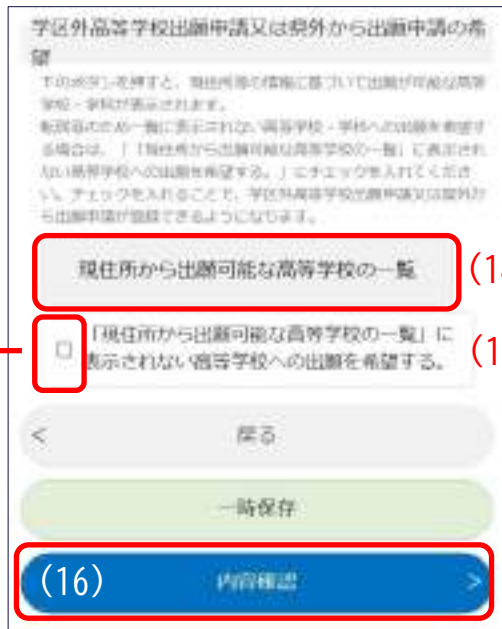 学区外高等学校出願申請又は県外から出願申請の希
望
下のボタンを押すと、現住所等の情報に基づいて出願が可能な高等
学校・学科が表示されます。
転居等のため一覧に表示されない高等学校・学科への出願を希望す
る場合は、「「現住所から出願可能な高等学校の一覧」に表示され
ない高等学校への出願を希望する。」にチェックを入れてくださ
い。チェックを入れることで、学区外高等学校出願申請又は県外か
ら出願申請が登録できるようになります。
現住所から出願可能な高等学校の一覧
(1
「現住所から出願可能な高等学校の一覧」に
表示されない高等学校への出願を希望する。
(1
< 戻る
一時保存
(16) 内容確認 >